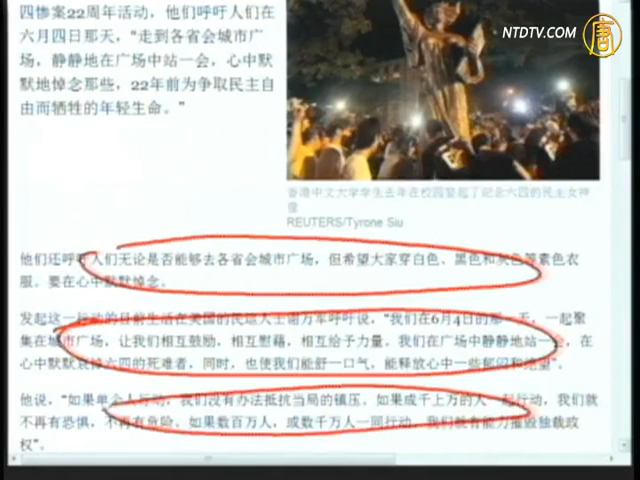 四惨案22周年活动，他们呼吁人们在
六月四日那天，“走到各省会城市广
场，静静地在广场中站一会，心中默
默地悼念那些，22年前为争取民主自
由而牺牲的年轻生命。”
NTDTV.COM
唐
香港中文大学学生去年在校园竖起了纪念六四的民主女神
像
REUTERS/Tyrone Siu
他们还呼吁人们无论是否能够去各省会城市广场，但希望大家穿白色、黑色和灰色等素色衣
服。要在心中默默悼念。
发起这一行动的目前生活在美国的民运人士谢万军呼吁说，“我们在6月4日的那一天，一起聚
集在城市广场，让我们相互鼓励，相互慰藉，相互给予力量。我们在广场中静静地站一会，在
心中默默哀悼六四的死难者，同时，也使我们能舒一口气，能释放心中一些郁闷和绝望”。
他说，“如果单个人行动，我们没有办法抵抗当局的镇压。如果成千上万的人一起行动，我们就
不再有恐惧，不再有危险。如果数百万人，或数千万人一同行动，我们就有能力摧毁独裁政
权”。